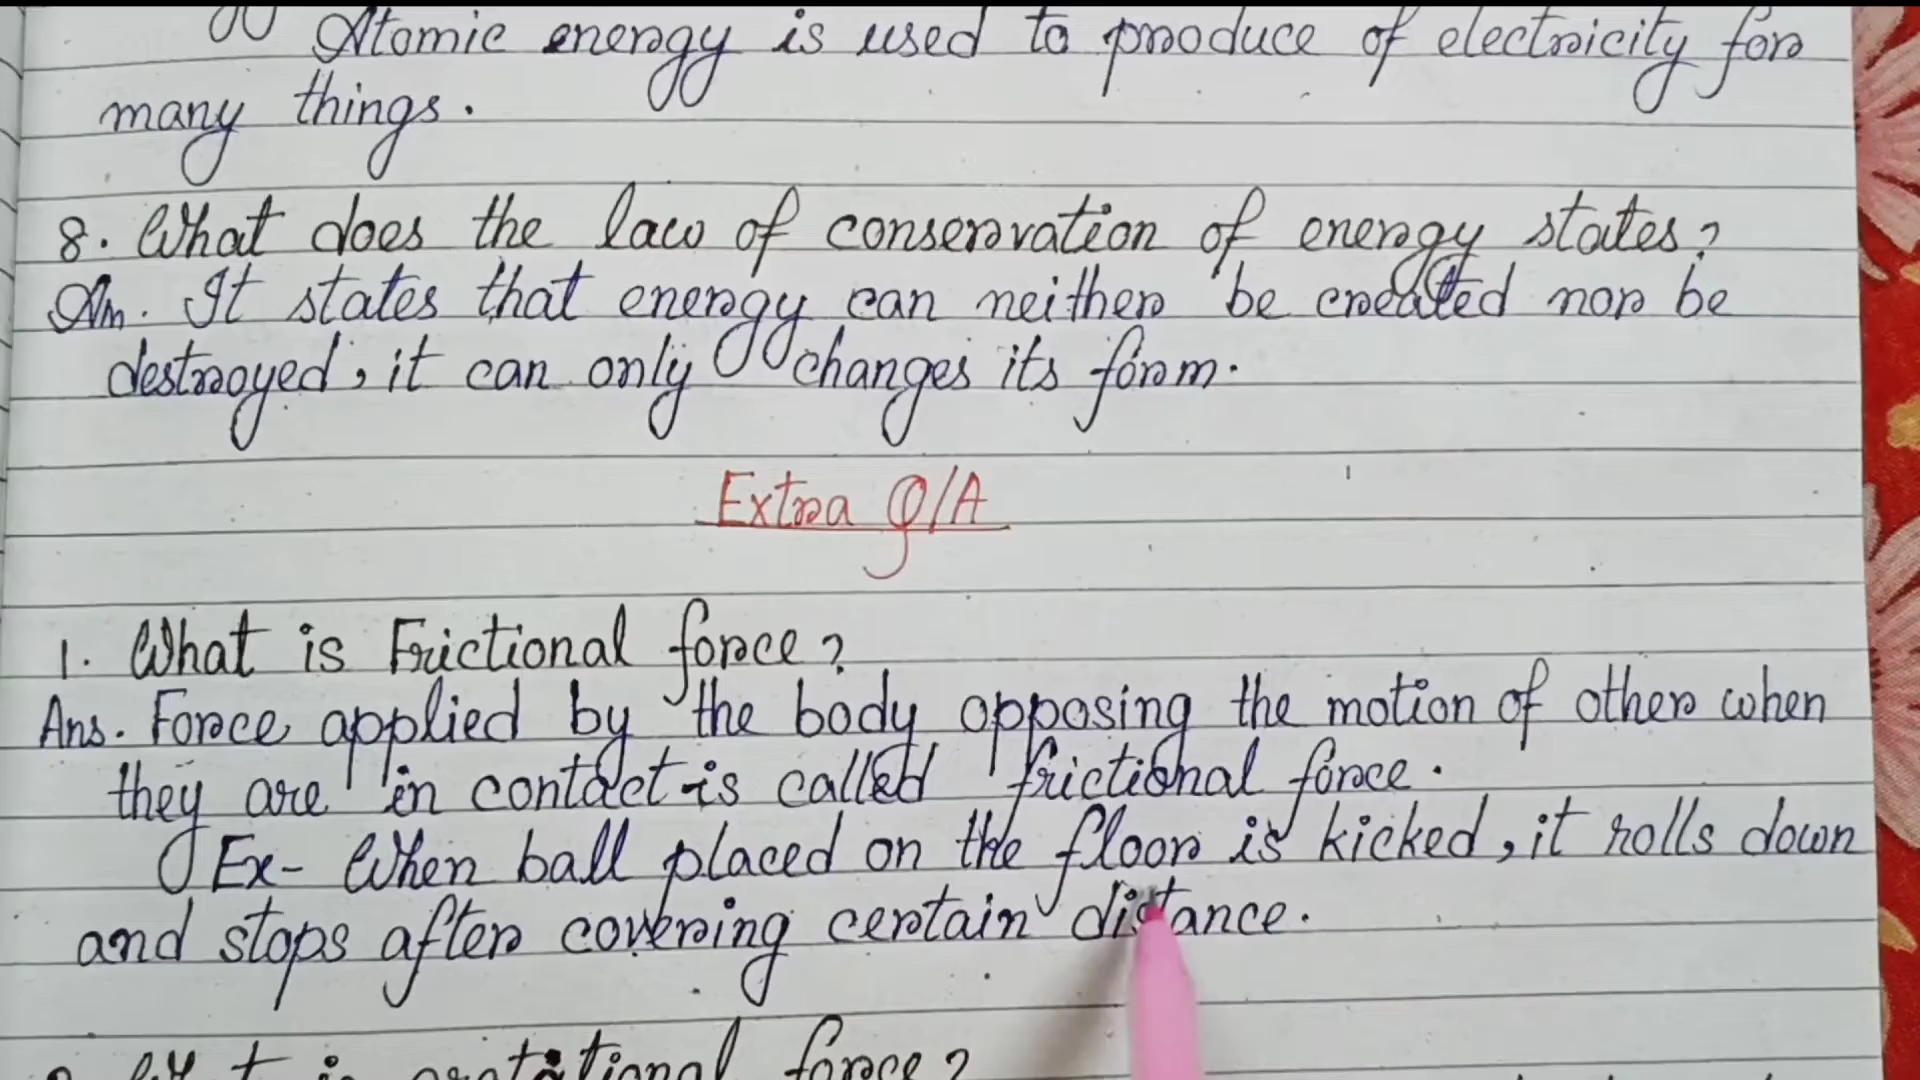 Atomic energy is used to produce of electricity for
many things.
8. What does the law of conservation of energy states?
Ans. It states that energy can neither be created nor be
destroyed, it can only changes its form.
Extra Q/A
1. What is Frictional force?
Ans. Force applied by the body opposing the motion of other when
they are in contact is called frictional force.
Ex- When ball placed on the floor is kicked, it rolls down
and stops after covering certain distance.
is force?